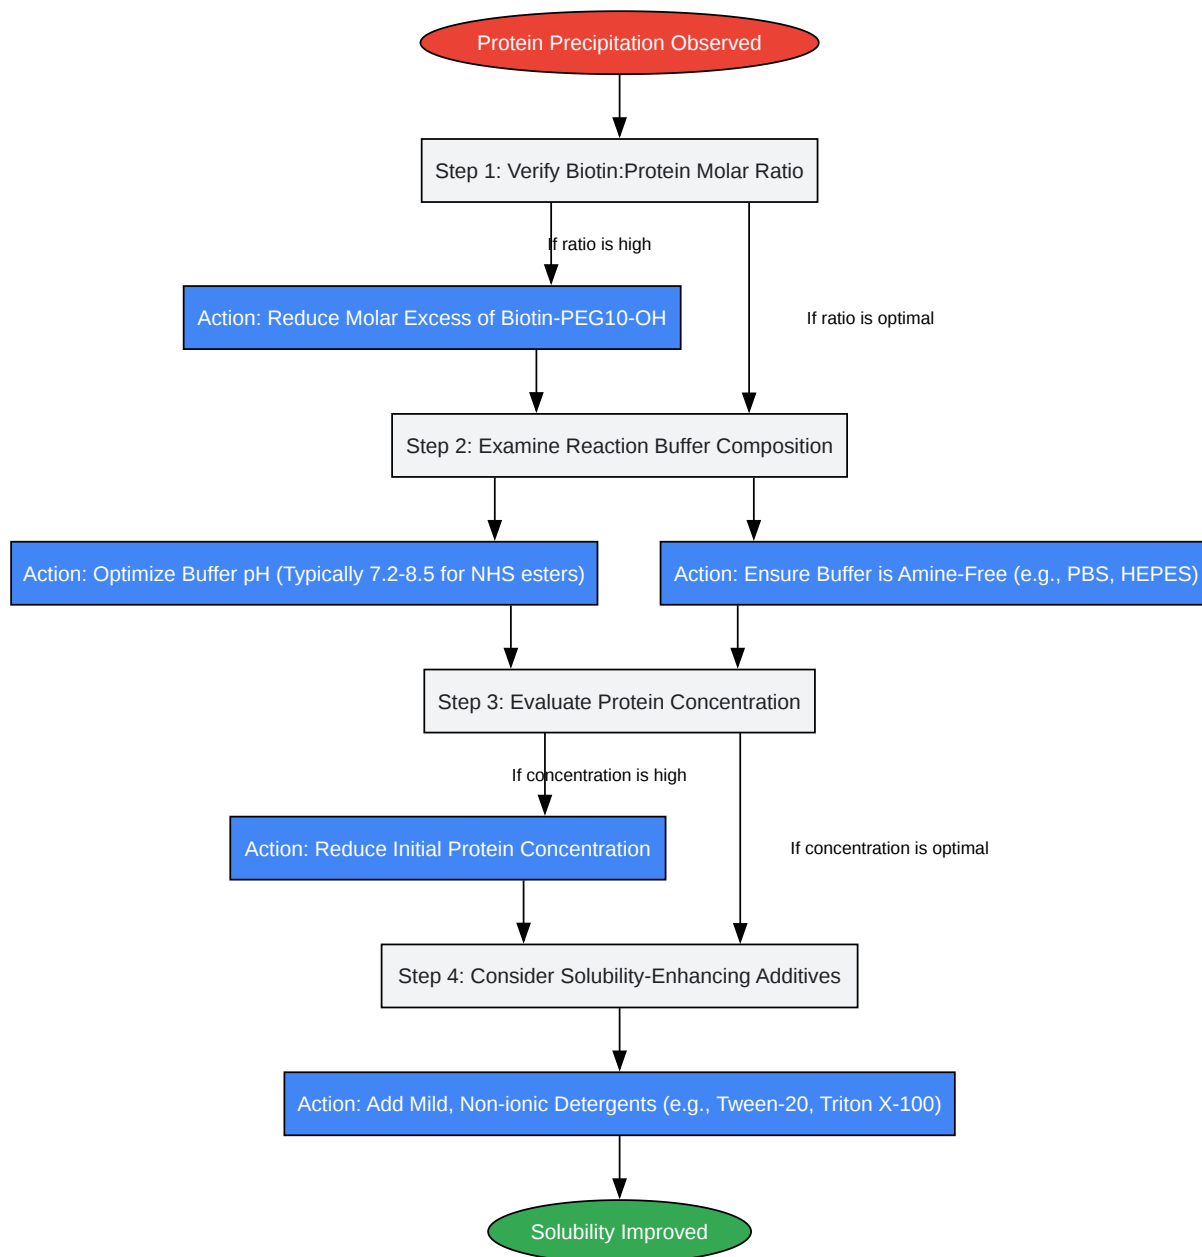 Protein Precipitation Observed
Step 1: Verify Biotin:Protein Molar Ratio
If ratio is high
Action: Reduce Molar Excess of Biotin-PEG10-OH
If ratio is optimal
Step 2: Examine Reaction Buffer Composition
Action: Optimize Buffer pH (Typically 7.2-8.5 for NHS esters)
Action: Ensure Buffer is Amine-Free (e.g., PBS, HEPES)
Step 3: Evaluate Protein Concentration
If concentration is high
Action: Reduce Initial Protein Concentration
If concentration is optimal
Step 4: Consider Solubility-Enhancing Additives
Action: Add Mild, Non-ionic Detergents (e.g., Tween-20, Triton X-100)
Solubility Improved